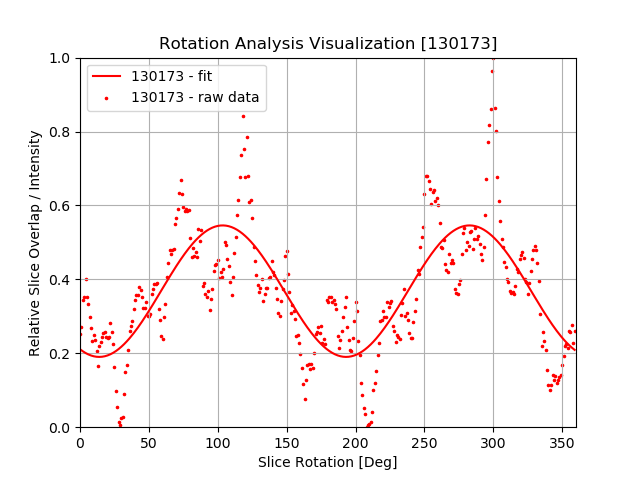 Rotation Analysis Visualization [130173]
130173 - fit
130173 - raw data
Relative Slice Overlap / Intensity
1.0
0.8
0.6
0.4
0.2
0.0
0 50 100 150 200 250 300 350
Slice Rotation [Deg]